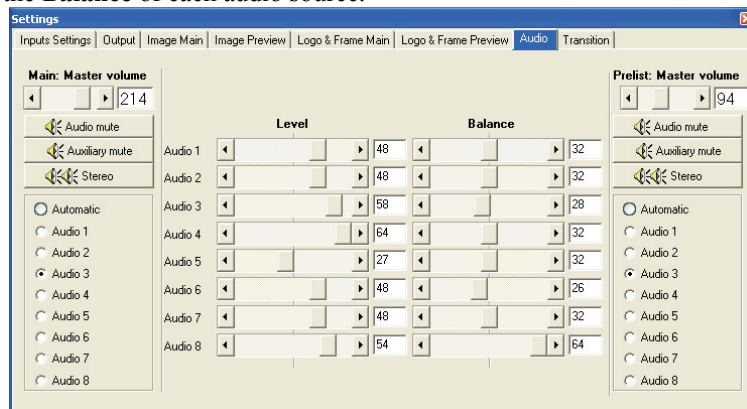 the Balance of each audio source.
Settings
Inputs Settings | Output | Image Main | Image Preview | Logo & Frame Main | Logo & Frame Preview | Audio | Transition
Main: Master volume
214
Audio mute
Auxiliary mute
Stereo
Automatic
Audio 1
Audio 2
Audio 3
Audio 4
Audio 5
Audio 6
Audio 7
Audio 8
Level Balance
Audio 1 48 32
Audio 2 48 32
Audio 3 58 28
Audio 4 64 32
Audio 5 27 32
Audio 6 48 26
Audio 7 48 32
Audio 8 54 64
Prelist: Master volume
94
Audio mute
Auxiliary mute
Stereo
Automatic
Audio 1
Audio 2
Audio 3
Audio 4
Audio 5
Audio 6
Audio 7
Audio 8